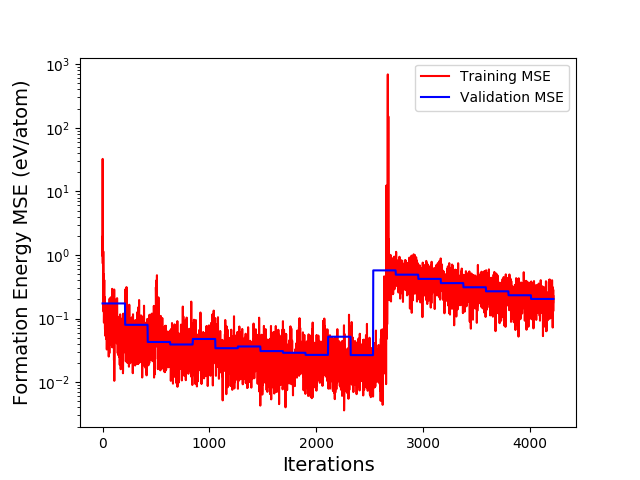 Formation Energy MSE (eV/atom)
10³
10²
10¹
10⁰
10⁻¹
10⁻²
Training MSE
Validation MSE
0 1000 2000 3000 4000
Iterations